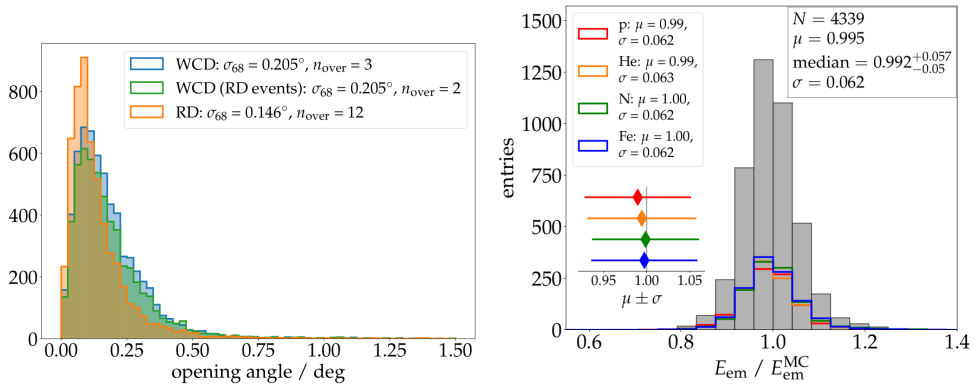 WCD: σ68 = 0.205°, nover = 3
WCD (RD events): σ68 = 0.205°, nover = 2
RD: σ68 = 0.146°, nover = 12
800
600
400
200
0
0.00 0.25 0.50 0.75 1.00 1.25 1.50
opening angle / deg
1500
1250
1000
750
500
250
0
entries
p: μ = 0.99,
σ = 0.062
He: μ = 0.99,
σ = 0.063
N: μ = 1.00,
σ = 0.062
Fe: μ = 1.00,
σ = 0.062
N = 4339
μ = 0.995
median = 0.992+0.057−0.05
σ = 0.062
0.95 1.00 1.05
μ ± σ
0.6 0.8 1.0 1.2 1.4
Eem / EemMC